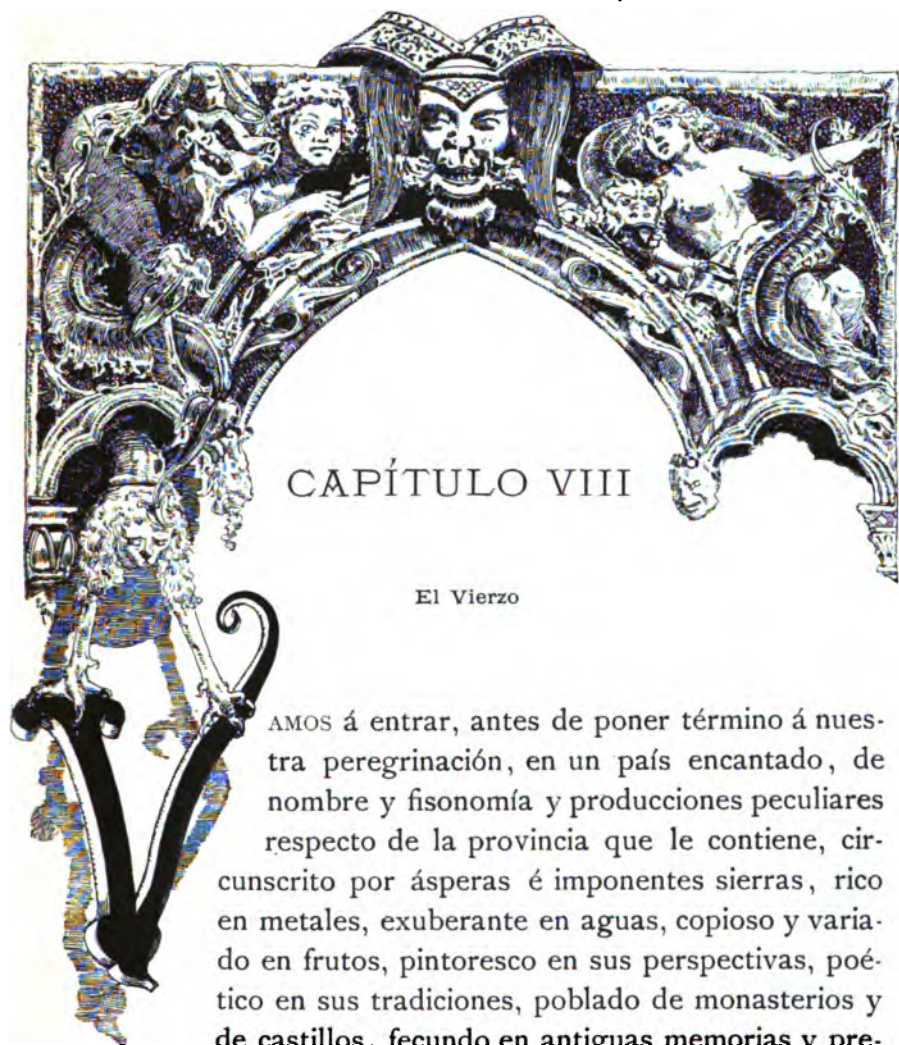 CAPÍTULO VIII
El Vierzo
VAMOS á entrar, antes de poner término á nues-
tra peregrinación, en un país encantado, de
nombre y fisonomía y producciones peculiares
respecto de la provincia que le contiene, cir-
cunscrito por ásperas é imponentes sierras, rico
en metales, exuberante en aguas, copioso y varia-
do en frutos, pintoresco en sus perspectivas, poé-
tico en sus tradiciones, poblado de monasterios y
de castillos, fecundo en antiguas memorias y pre-